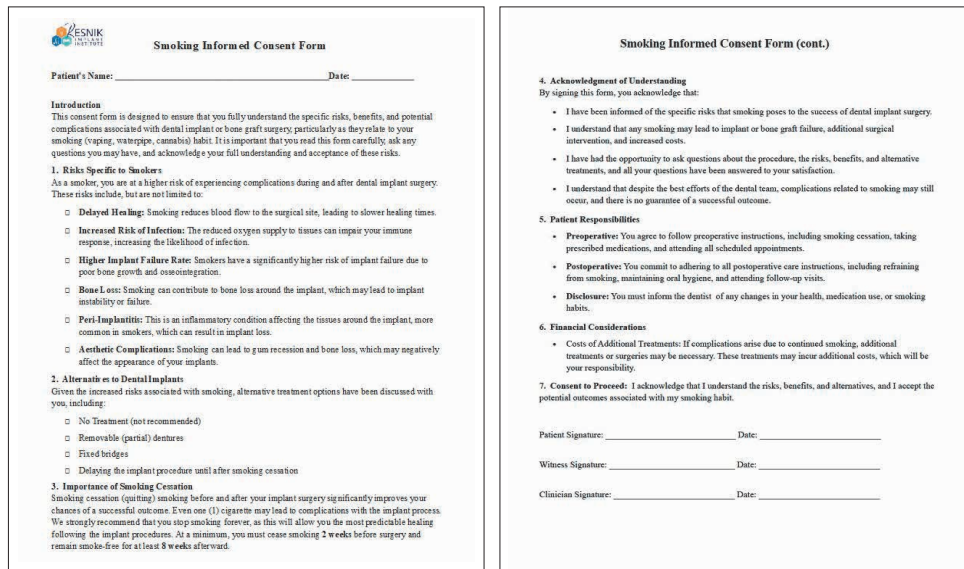 RESNIK
IMPLANT
INSTITUTE
Smoking Informed Consent Form
Patient's Name: Date:
Introduction
This consent form is designed to ensure that you fully understand the specific risks, benefits, and potential
complications associated with dental implant or bone graft surgery, particularly as they relate to your
smoking (vaping, waterpipe, cannabis) habit. It is important that you read this form carefully, ask any
questions you may have, and acknowledge your full understanding and acceptance of these risks.
1. Risks Specific to Smokers
As a smoker, you are at a higher risk of experiencing complications during and after dental implant surgery.
These risks include, but are not limited to:
Delayed Healing: Smoking reduces blood flow to the surgical site, leading to slower healing times.
Increased Risk of Infection: The reduced oxygen supply to tissues can impair your immune
response, increasing the likelihood of infection.
Higher Implant Failure Rate: Smokers have a significantly higher risk of implant failure due to
poor bone growth and osseointegration.
Bone Loss: Smoking can contribute to bone loss around the implant, which may lead to implant
instability or failure.
Peri-Implantitis: This is an inflammatory condition affecting the tissues around the implant, more
common in smokers, which can result in implant loss.
Aesthetic Complications: Smoking can lead to gum recession and bone loss, which may negatively
affect the appearance of your implants.
2. Alternatives to Dental Implants
Given the increased risks associated with smoking, alternative treatment options have been discussed with
you, including:
No Treatment (not recommended)
Removable (partial) dentures
Fixed bridges
Delaying the implant procedure until after smoking cessation
3. Importance of Smoking Cessation
Smoking cessation (quitting) smoking before and after your implant surgery significantly improves your
chances of a successful outcome. Even one (1) cigarette may lead to complications with the implant process.
We strongly recommend that you stop smoking forever, as this will allow you the most predictable healing
following the implant procedures. At a minimum, you must cease smoking 2 weeks before surgery and
remain smoke-free for at least 8 weeks afterward.
Smoking Informed Consent Form (cont.)
4. Acknowledgment of Understanding
By signing this form, you acknowledge that:
• I have been informed of the specific risks that smoking poses to the success of dental implant surgery.
• I understand that any smoking may lead to implant or bone graft failure, additional surgical
intervention, and increased costs.
• I have had the opportunity to ask questions about the procedure, the risks, benefits, and alternative
treatments, and all your questions have been answered to your satisfaction.
• I understand that despite the best efforts of the dental team, complications related to smoking may still
occur, and there is no guarantee of a successful outcome.
5. Patient Responsibilities
• Preoperative: You agree to follow preoperative instructions, including smoking cessation, taking
prescribed medications, and attending all scheduled appointments.
• Postoperative: You commit to adhering to all postoperative care instructions, including refraining
from smoking, maintaining oral hygiene, and attending follow-up visits.
• Disclosure: You must inform the dentist of any changes in your health, medication use, or smoking
habits.
6. Financial Considerations
• Costs of Additional Treatments: If complications arise due to continued smoking, additional
treatments or surgeries may be necessary. These treatments may incur additional costs, which will be
your responsibility.
7. Consent to Proceed: I acknowledge that I understand the risks, benefits, and alternatives, and I accept the
potential outcomes associated with my smoking habit.
Patient Signature: Date:
Witness Signature: Date:
Clinician Signature: Date: